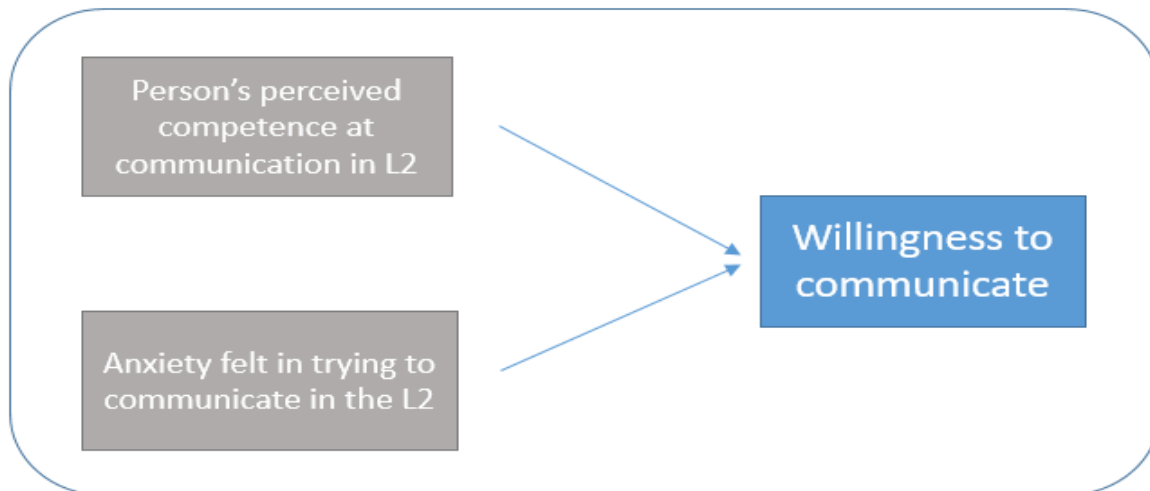 Person’s perceived
competence at
communication in L2
Willingness to
communicate
Anxiety felt in trying to
communicate in the L2